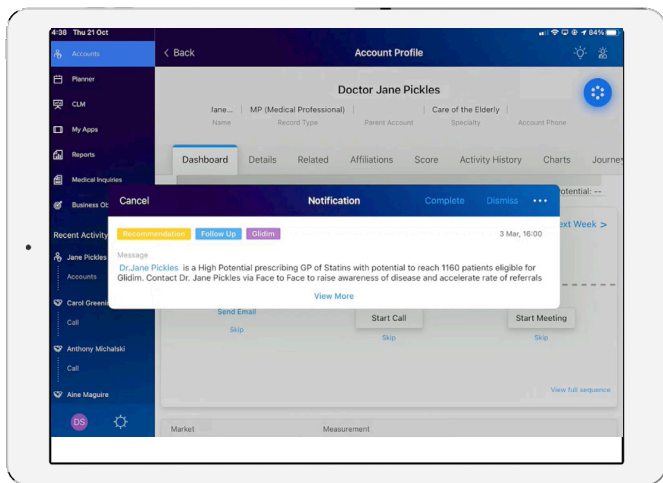 4:38 Thu 21 Oct
84%
Accounts
< Back
Account Profile
Planner
CLM
My Apps
Reports
Medical Inquiries
Recent Activity
Jane Pickles
Accounts
Call
Anthony Michalski
Call
Aine Maguire
DS
Doctor Jane Pickles
Jane... MP (Medical Professional) Care of the Elderly
Name Record Type Parent Account Specialty Account Phone
Dashboard Details Related Affiliations Score Activity History Charts Journey
otential: --
ext Week >
Cancel Notification Complete Dismiss ...
Recommendation Follow Up Glidim 3 Mar, 16:00
Message
Dr.Jane Pickles is a High Potential prescribing GP of Statins with potential to reach 1160 patients eligible for
Glidim. Contact Dr. Jane Pickles via Face to Face to raise awareness of disease and accelerate rate of referrals
View More
Send Email Start Call Start Meeting
Skip Skip Skip
View full sequence
Market Measurement